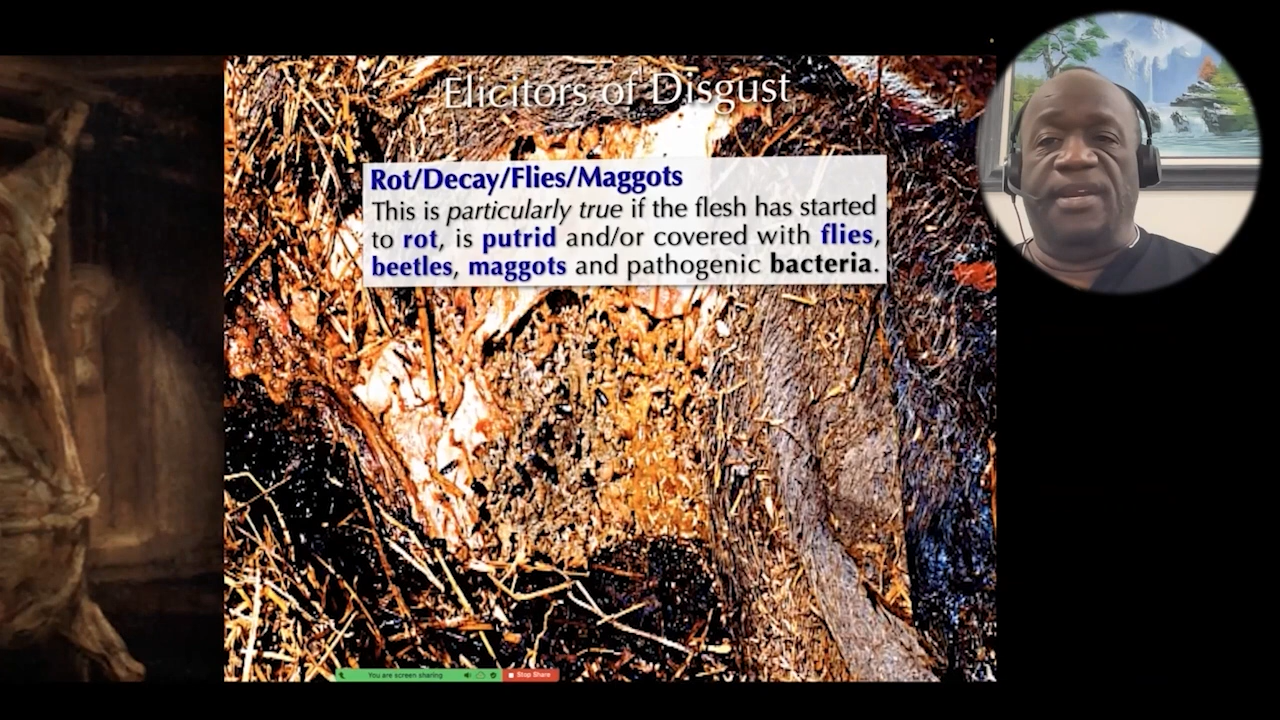 Elicitors of Disgust
Rot/Decay/Flies/Maggots
This is particularly true if the flesh has started
to rot, is putrid and/or covered with flies,
beetles, maggots and pathogenic bacteria.
You are screen sharing
Stop Share